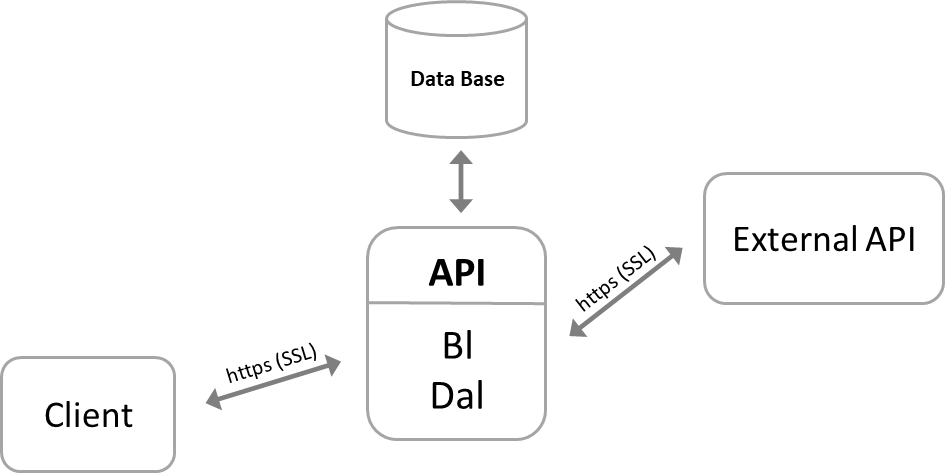 Data Base
API
Bl
Dal
External API
https (SSL)
https (SSL)
Client